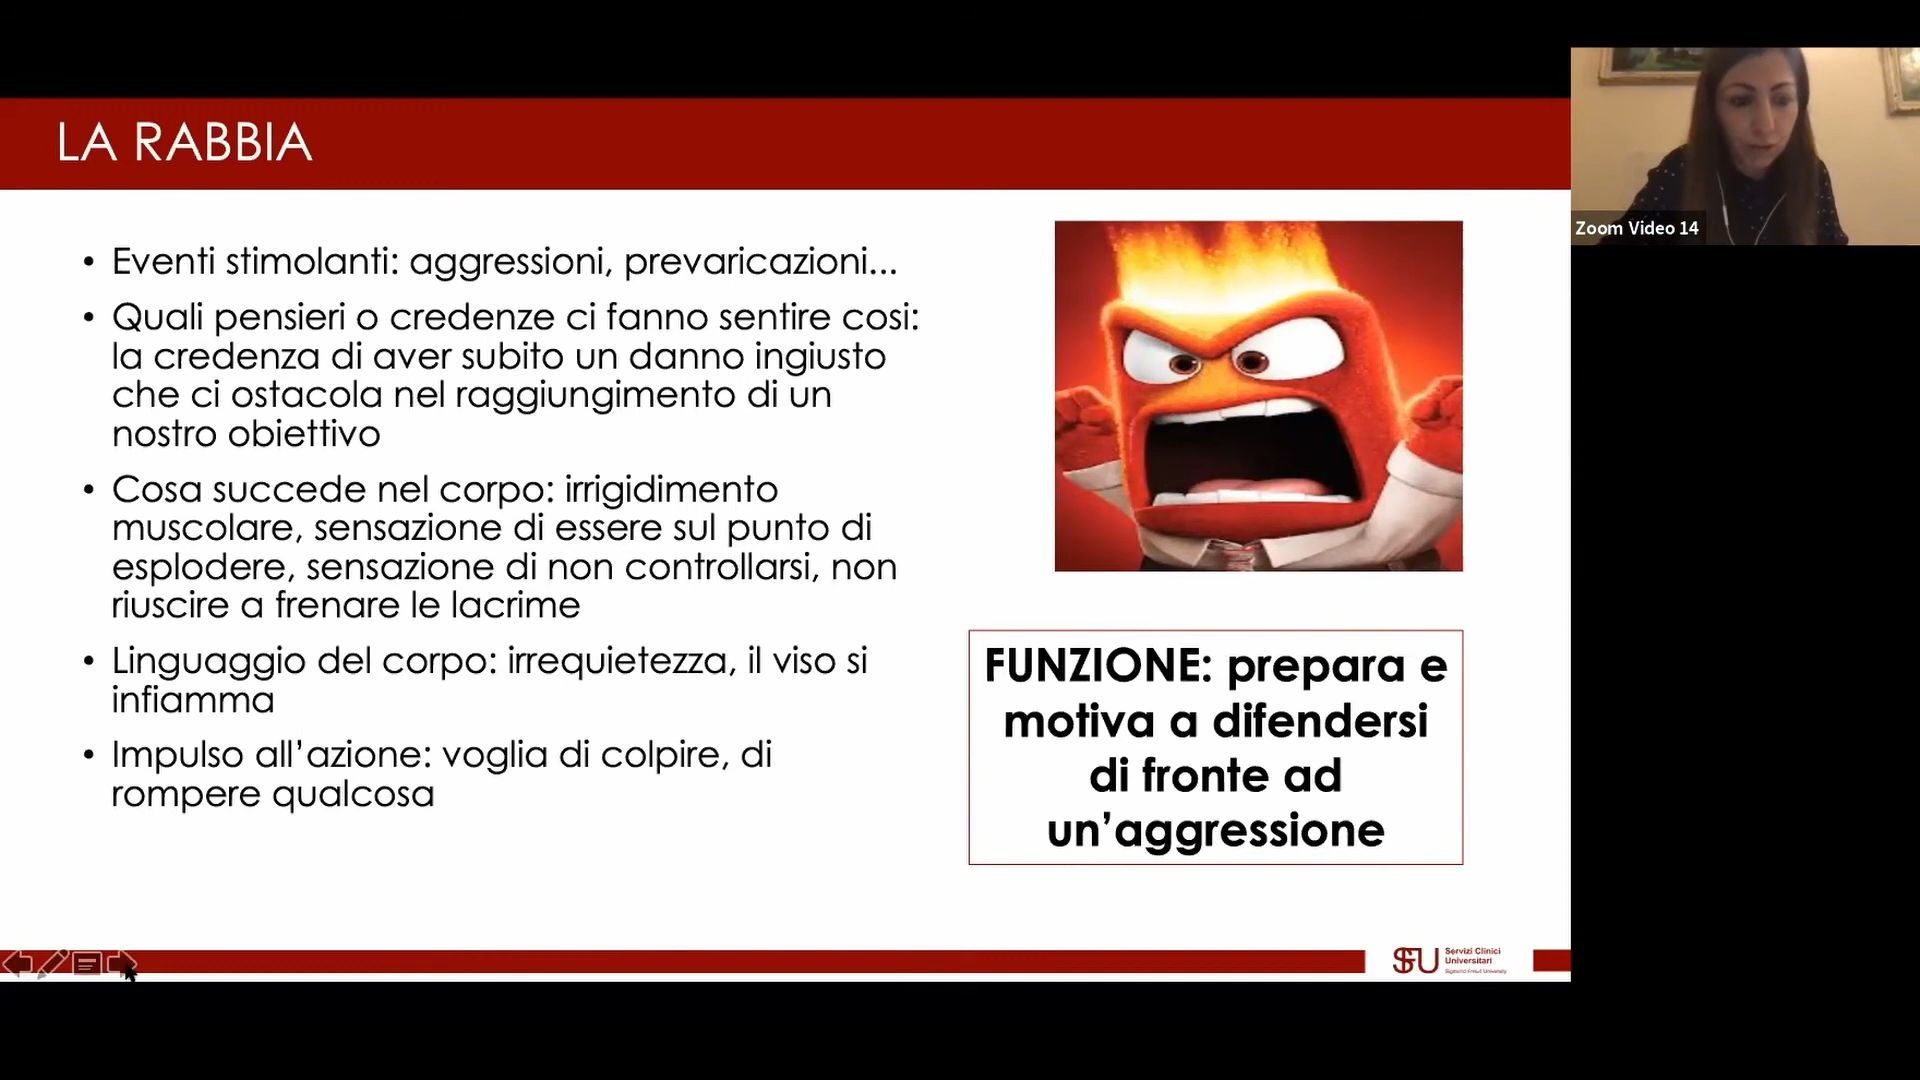 LA RABBIA
• Eventi stimolanti: aggressioni, prevaricazioni...
• Quali pensieri o credenze ci fanno sentire cosi:
la credenza di aver subito un danno ingiusto
che ci ostacola nel raggiungimento di un
nostro obiettivo
• Cosa succede nel corpo: irrigidimento
muscolare, sensazione di essere sul punto di
esplodere, sensazione di non controllarsi, non
riuscire a frenare le lacrime
• Linguaggio del corpo: irrequietezza, il viso si
infiamma
• Impulso all’azione: voglia di colpire, di
rompere qualcosa
FUNZIONE: prepara e
motiva a difendersi
di fronte ad
un’aggressione
SFU
Servizi Clinici
Universitari
Sigmund Freud University
Zoom Video 14